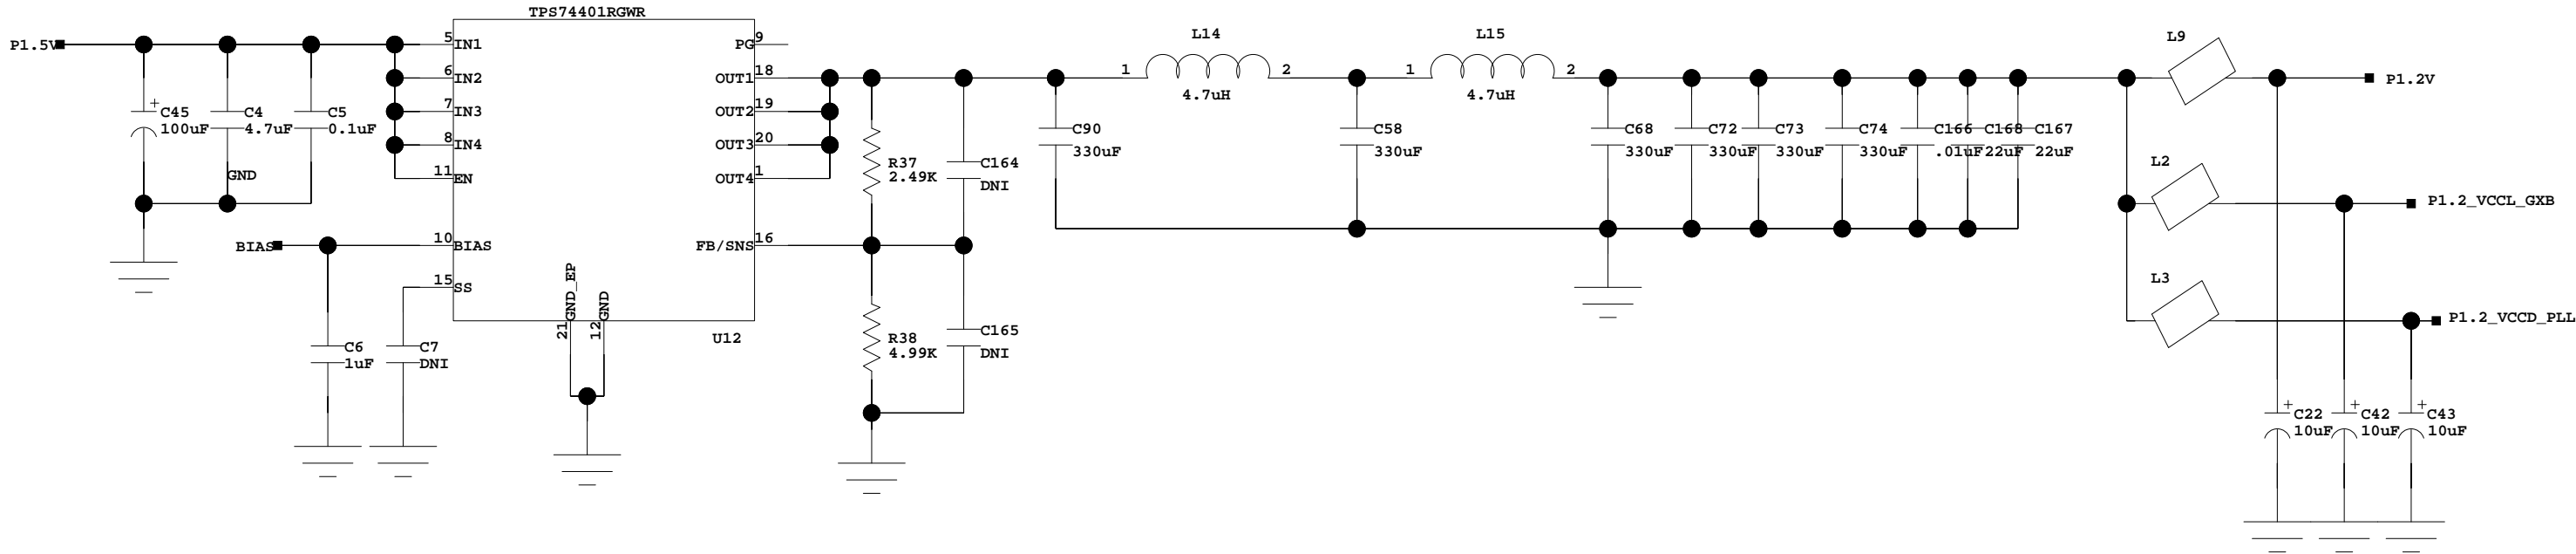 TPS74401RGWR
P1.5V
C45
100uF
C4
4.7uF
C5
0.1uF
GND
5
IN1
6
IN2
7
IN3
8
IN4
11
EN
BIAS
10
BIAS
15
SS
C6
1uF
C7
DNI
21
GND_EP
12
GND
U12
PG
9
OUT1
18
OUT2
19
OUT3
20
OUT4
1
FB/SNS
16
R37
2.49K
C164
DNI
R38
4.99K
C165
DNI
C90
330uF
L14
1
2
4.7uH
C58
330uF
L15
1
2
4.7uH
C68
330uF
C72
330uF
C73
330uF
C74
330uF
C166
.01uF
C168
22uF
C167
22uF
L9
P1.2V
L2
P1.2_VCCL_GXB
L3
P1.2_VCCD_PLL
C22
10uF
C42
10uF
C43
10uF